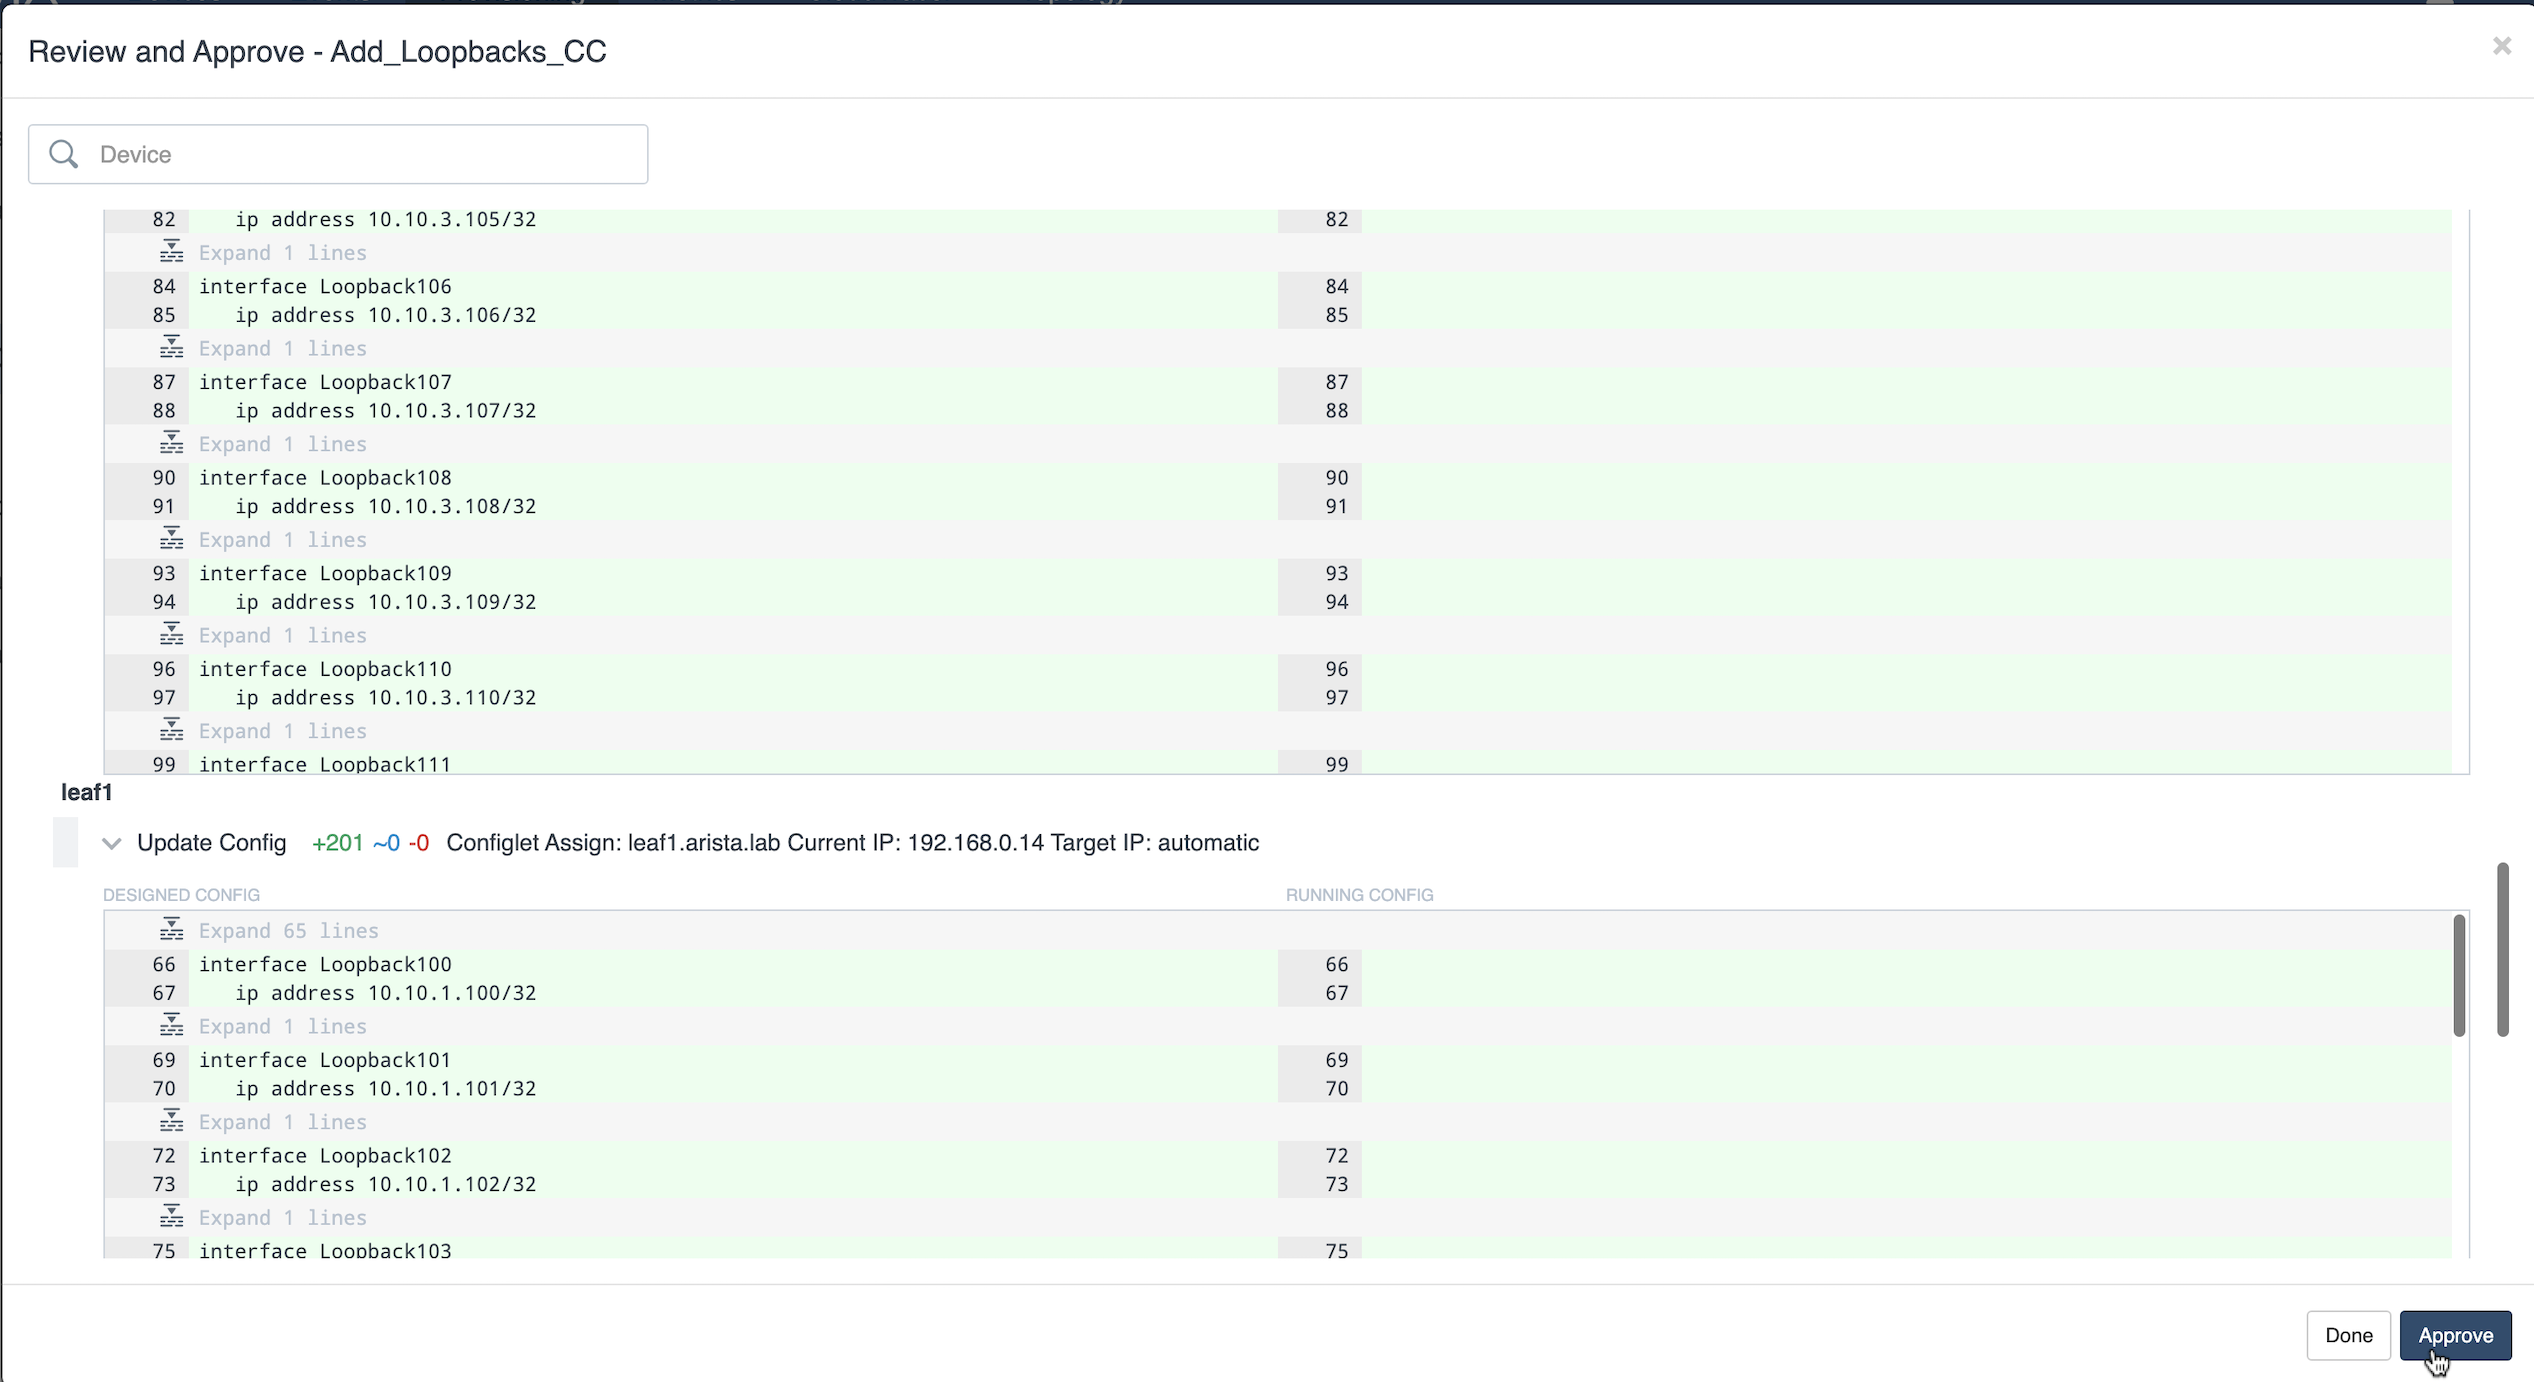 Review and Approve - Add_Loopbacks_CC
×
Device
82 ip address 10.10.3.105/32 82
Expand 1 lines
84 interface Loopback106 84
85 ip address 10.10.3.106/32 85
Expand 1 lines
87 interface Loopback107 87
88 ip address 10.10.3.107/32 88
Expand 1 lines
90 interface Loopback108 90
91 ip address 10.10.3.108/32 91
Expand 1 lines
93 interface Loopback109 93
94 ip address 10.10.3.109/32 94
Expand 1 lines
96 interface Loopback110 96
97 ip address 10.10.3.110/32 97
Expand 1 lines
99 interface Loopback111 99
leaf1
Update Config +201 ~0 -0 Configlet Assign: leaf1.arista.lab Current IP: 192.168.0.14 Target IP: automatic
DESIGNED CONFIG RUNNING CONFIG
Expand 65 lines
66 interface Loopback100 66
67 ip address 10.10.1.100/32 67
Expand 1 lines
69 interface Loopback101 69
70 ip address 10.10.1.101/32 70
Expand 1 lines
72 interface Loopback102 72
73 ip address 10.10.1.102/32 73
Expand 1 lines
75 interface Loopback103 75
Done Approve